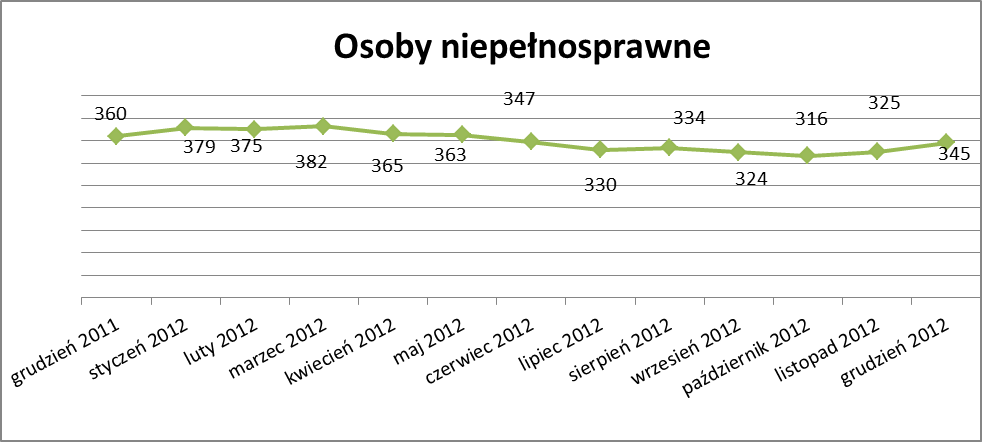 Osoby niepełnosprawne
360
379
375
382
365
363
347
330
334
324
316
325
345
grudzień 2011
styczeń 2012
luty 2012
marzec 2012
kwiecień 2012
maj 2012
czerwiec 2012
lipiec 2012
sierpień 2012
wrzesień 2012
październik 2012
listopad 2012
grudzień 2012